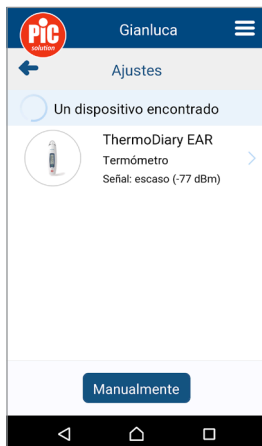 PiC
solution
Gianluca
Ajustes
Un dispositivo encontrado
ThermoDiary EAR
Termómetro
Señal: escaso (-77 dBm)
Manualmente